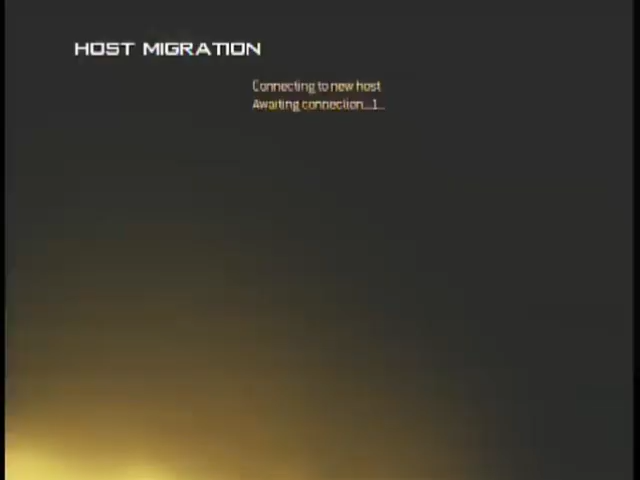 HOST MIGRATION
Connecting to new host
Awaiting connection...1...